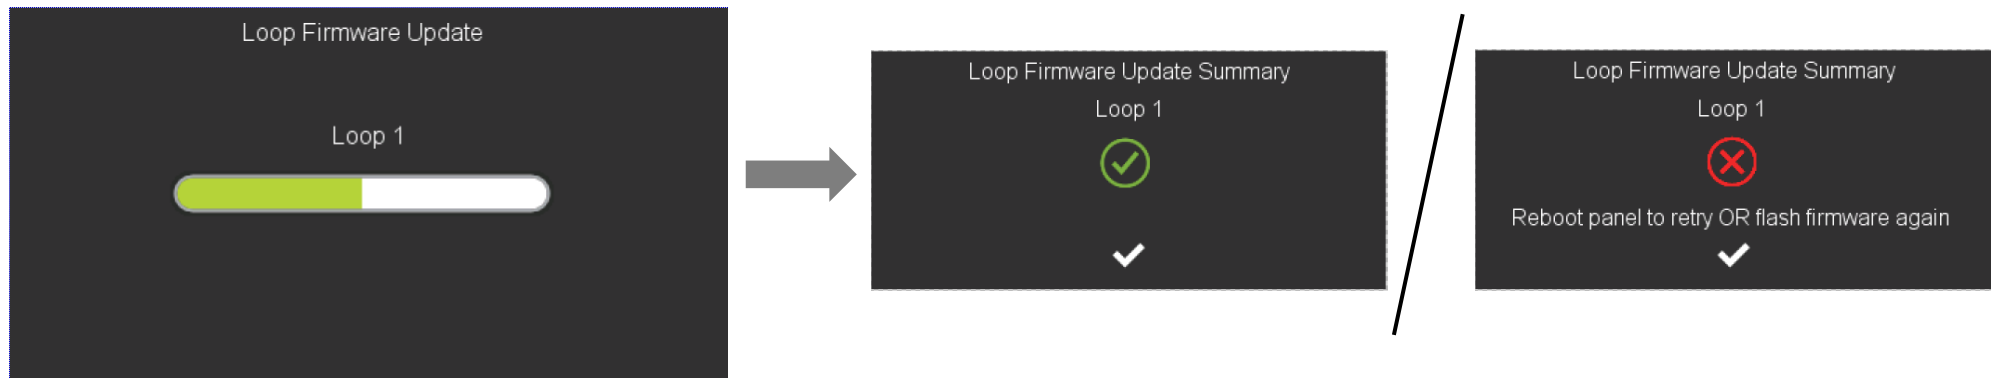 Loop Firmware Update
Loop 1
Loop Firmware Update Summary
Loop 1
Loop Firmware Update Summary
Loop 1
Reboot panel to retry OR flash firmware again